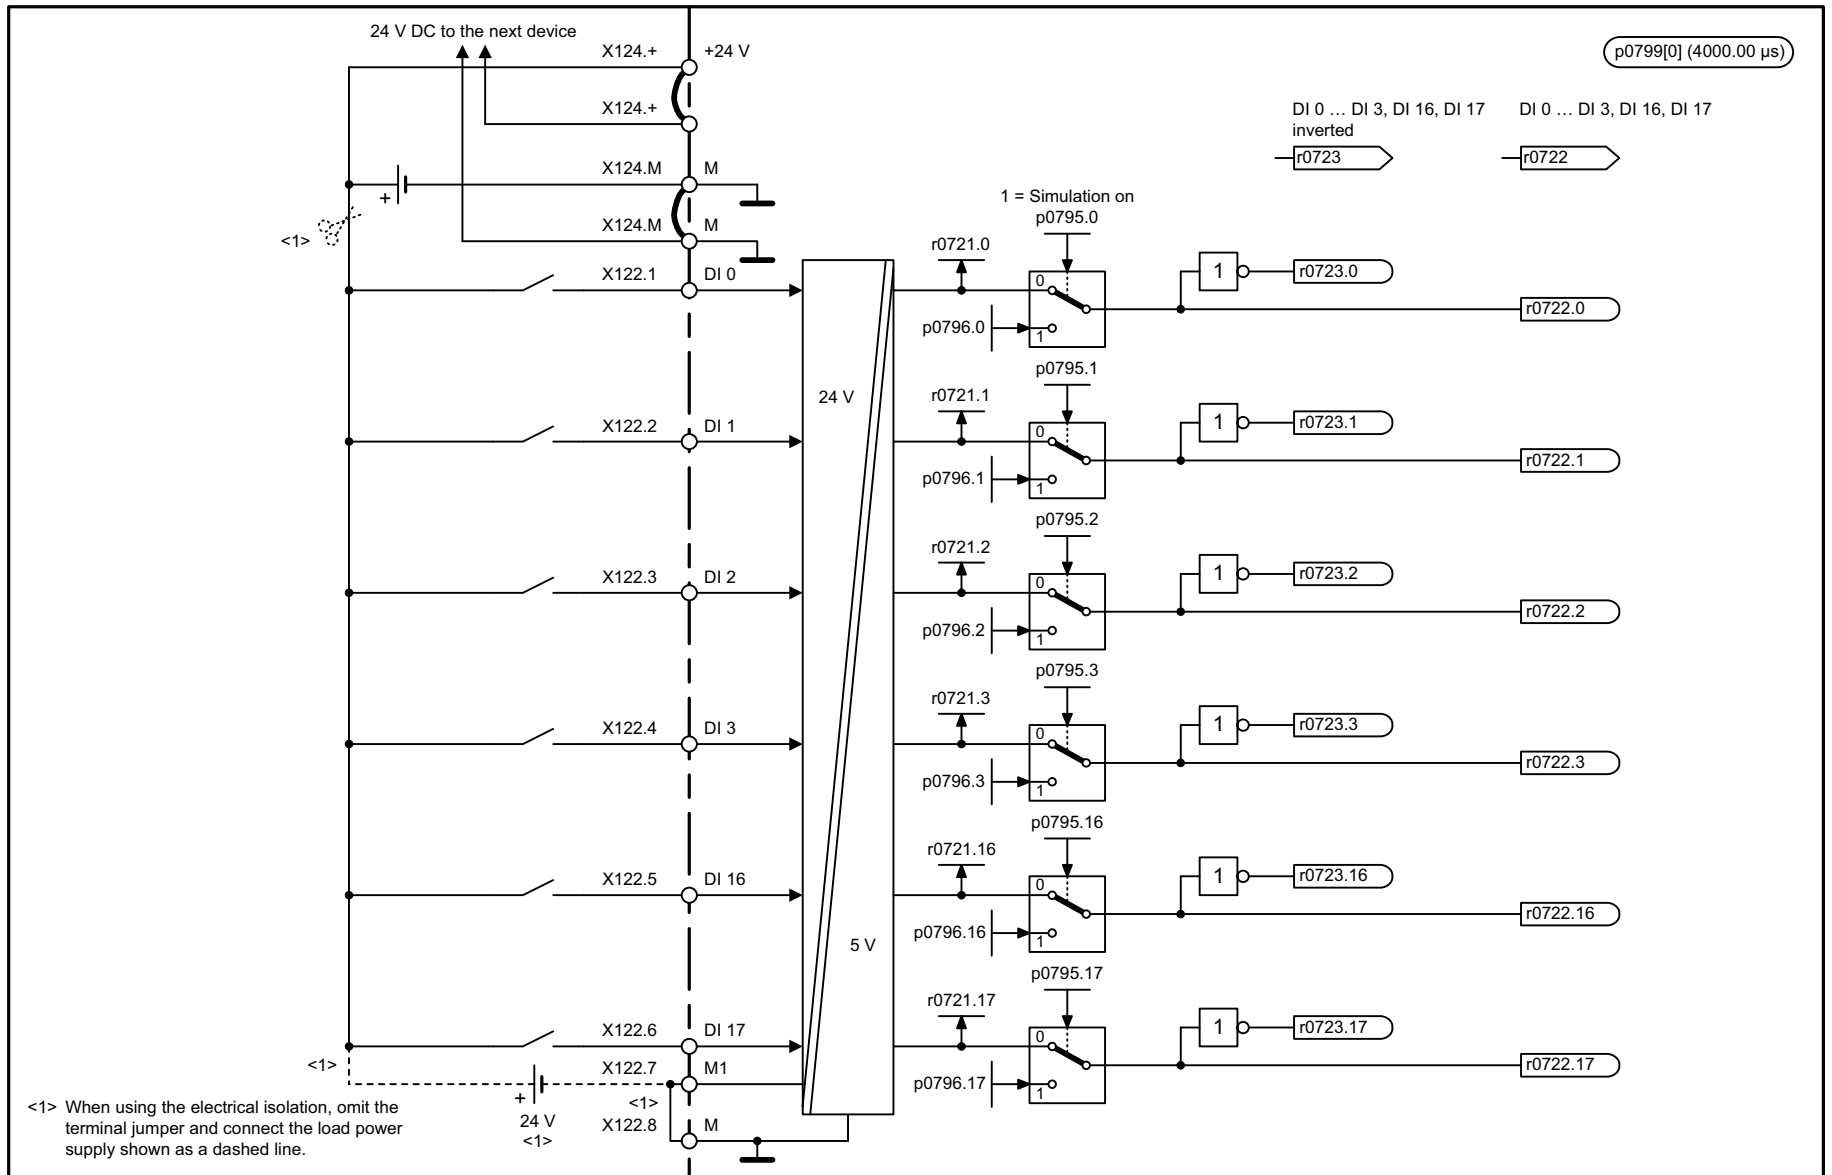 24 V DC to the next device
X124.+
+24 V
p0799[0] (4000.00 µs)
X124.+
DI 0 … DI 3, DI 16, DI 17
inverted
r0723
DI 0 … DI 3, DI 16, DI 17
r0722
X124.M
M
+
<1>
X124.M
M
1 = Simulation on
p0795.0
r0721.0
X122.1
DI 0
0
p0796.0
1
1
r0723.0
r0722.0
24 V
p0795.1
r0721.1
X122.2
DI 1
0
p0796.1
1
1
r0723.1
r0722.1
p0795.2
r0721.2
X122.3
DI 2
0
p0796.2
1
1
r0723.2
r0722.2
p0795.3
r0721.3
X122.4
DI 3
0
p0796.3
1
1
r0723.3
r0722.3
p0795.16
r0721.16
X122.5
DI 16
0
p0796.16
1
1
r0723.16
r0722.16
5 V
p0795.17
r0721.17
X122.6
DI 17
0
p0796.17
1
1
r0723.17
r0722.17
<1>
X122.7
M1
+
24 V
<1>
<1>
X122.8
M
<1> When using the electrical isolation, omit the
terminal jumper and connect the load power
supply shown as a dashed line.